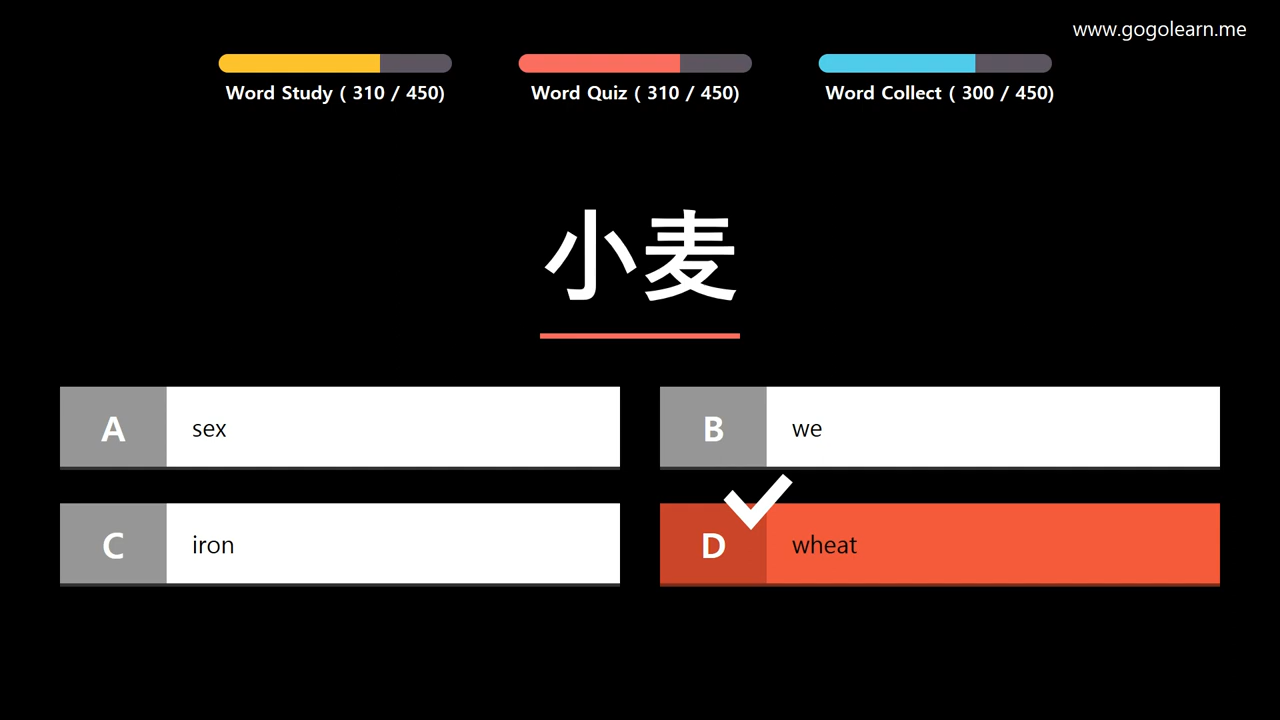 www.gogolearn.me
Word Study ( 310 / 450)
Word Quiz ( 310 / 450)
Word Collect ( 300 / 450)
小麦
A sex
B we
C iron
D wheat